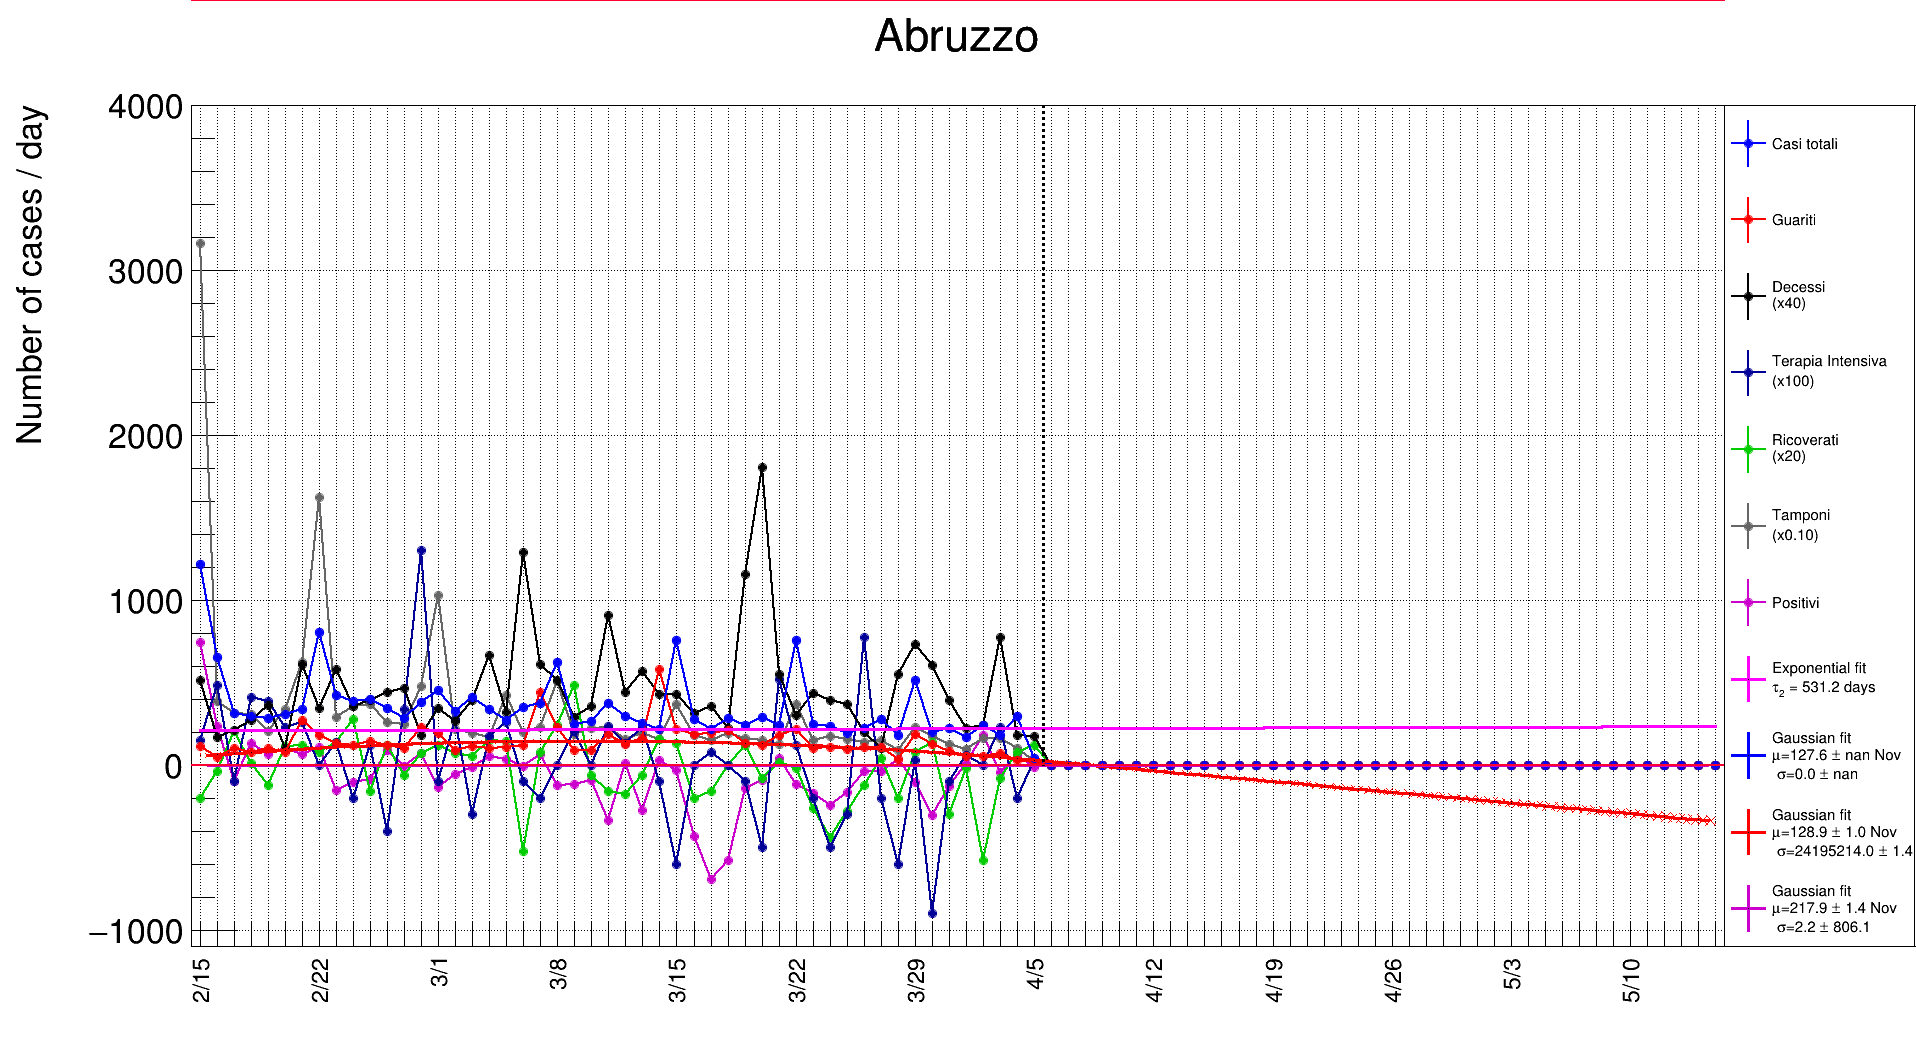 Abruzzo
Number of cases / day
4000
3000
2000
1000
0
−1000
2/15
2/22
3/1
3/8
3/15
3/22
3/29
4/5
4/12
4/19
4/26
5/3
5/10
Casi totali
Guariti
Decessi
(x40)
Terapia Intensiva
(x100)
Ricoverati
(x20)
Tamponi
(x0.10)
Positivi
Exponential fit
τ₂ = 531.2 days
Gaussian fit
μ=127.6 ± nan Nov
σ=0.0 ± nan
Gaussian fit
μ=128.9 ± 1.0 Nov
σ=24195214.0 ± 1.4
Gaussian fit
μ=217.9 ± 1.4 Nov
σ=2.2 ± 806.1